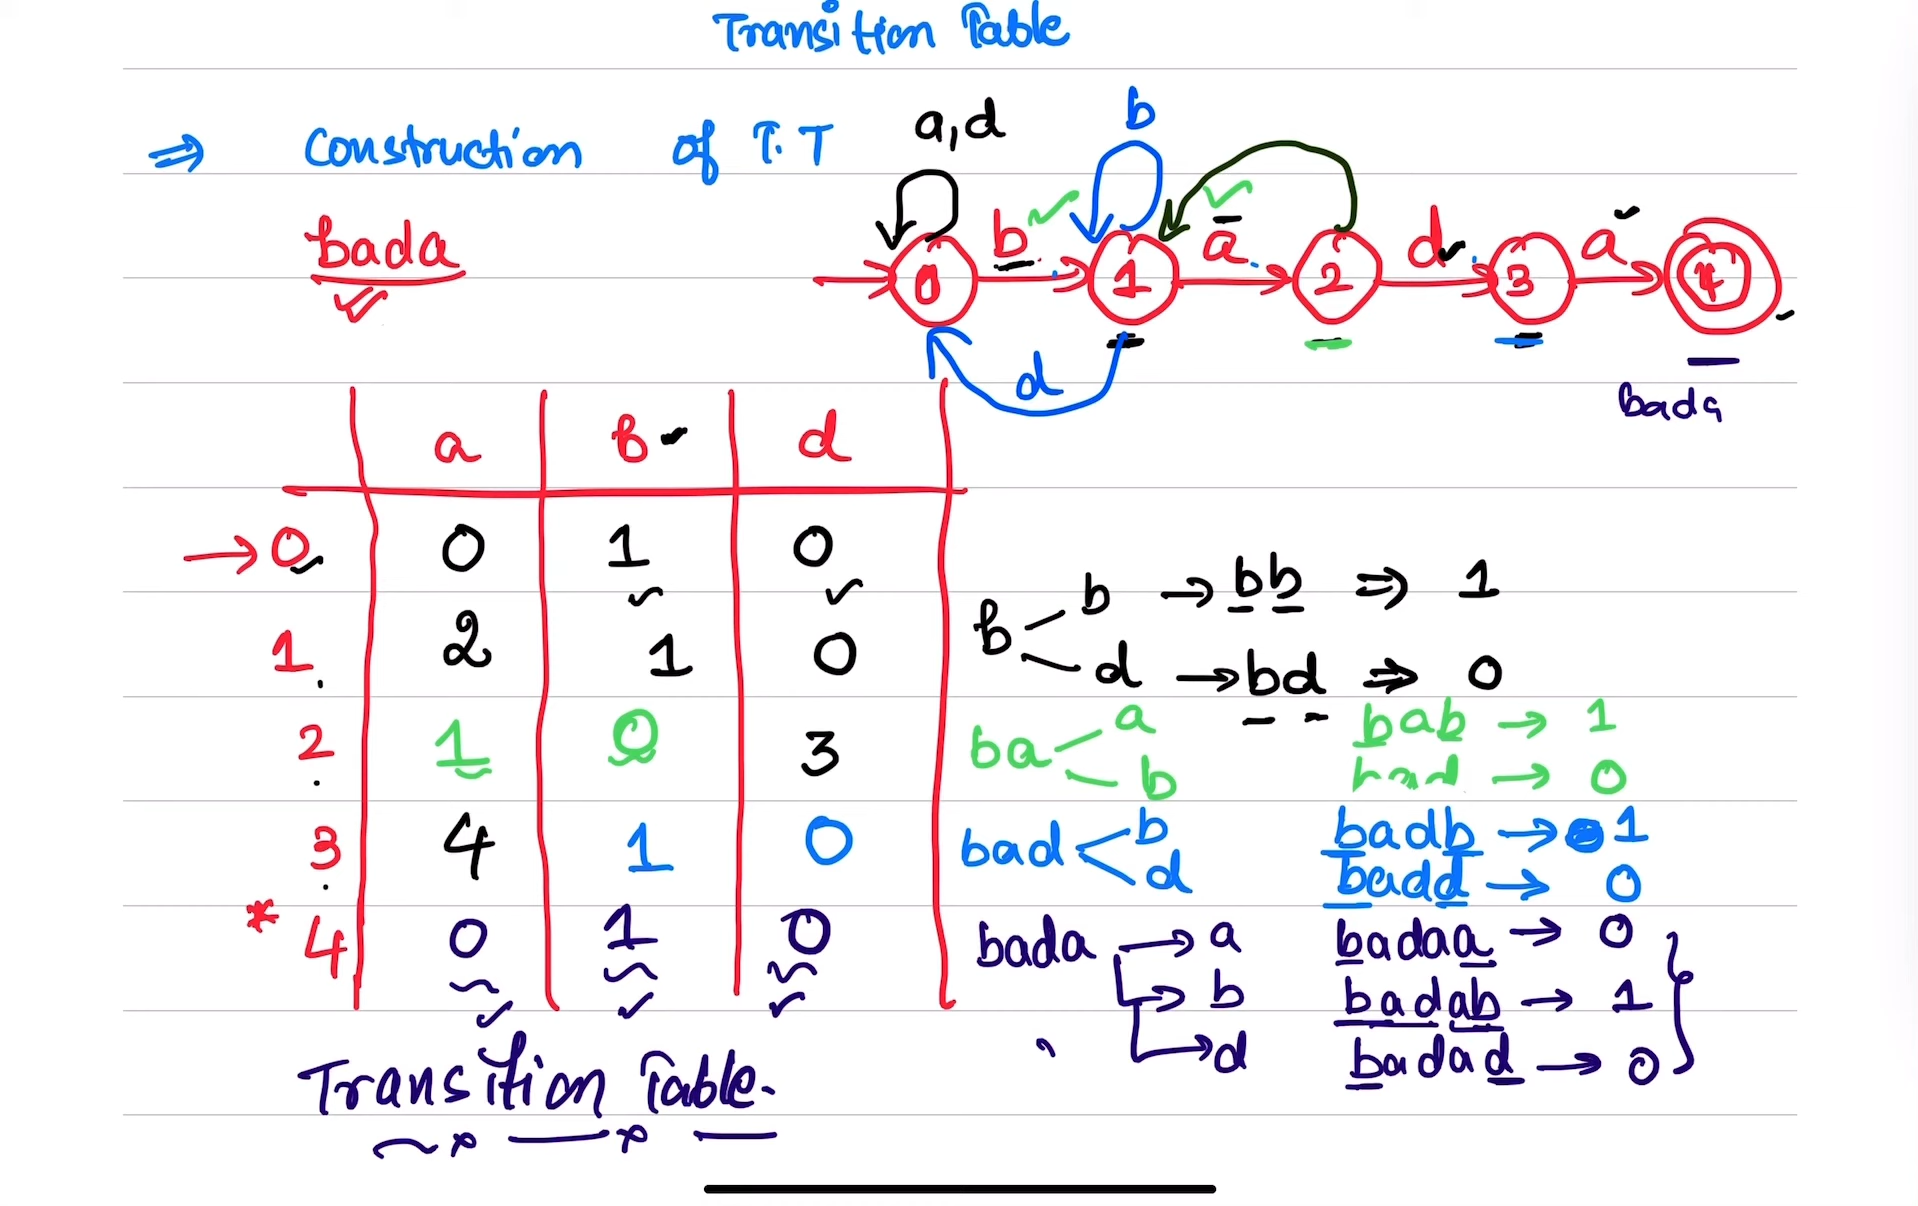 Transition Table
⇒ Construction of T.T
bada
a,d
b
b a d a
0 1 2 3 4
d
bada
a b d
→ 0 0 1 0
1 2 1 0
2 1 0 3
3 4 1 0
* 4 0 1 0
b b → bb ⇒ 1
d → bd ⇒ 0
ba a bab → 1
b → 0
bad b badb → 1
d badd → 0
bada → a badaa → 0
→ b badab → 1
→ d badad → 0
Transition Table